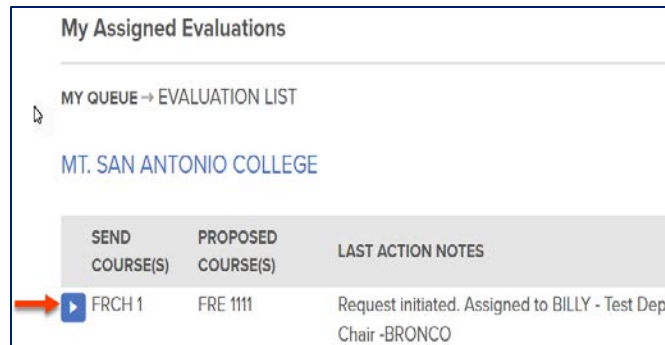 My Assigned Evaluations
MY QUEUE → EVALUATION LIST
MT. SAN ANTONIO COLLEGE
SEND COURSE(S) PROPOSED COURSE(S) LAST ACTION NOTES
FRCH 1 FRE 1111 Request initiated. Assigned to BILLY - Test Dep
Chair -BRONCO